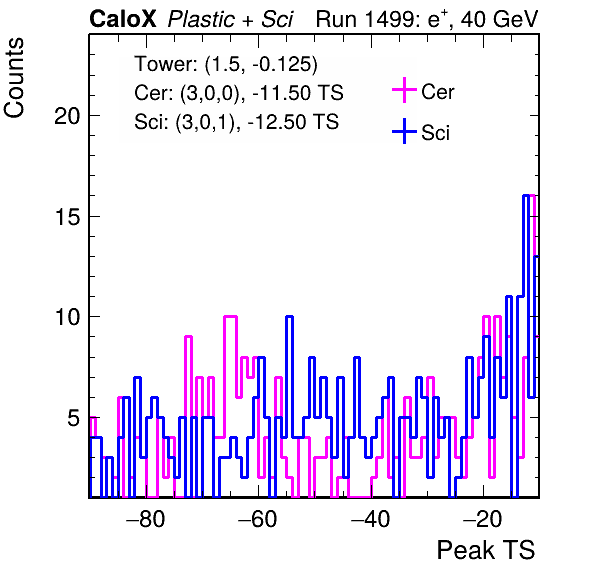 CaloX Plastic + Sci Run 1499: e+, 40 GeV
Tower: (1.5, -0.125)
Cer: (3,0,0), -11.50 TS
Sci: (3,0,1), -12.50 TS
Cer
Sci
Counts
20
15
10
5
−80 −60 −40 −20
Peak TS